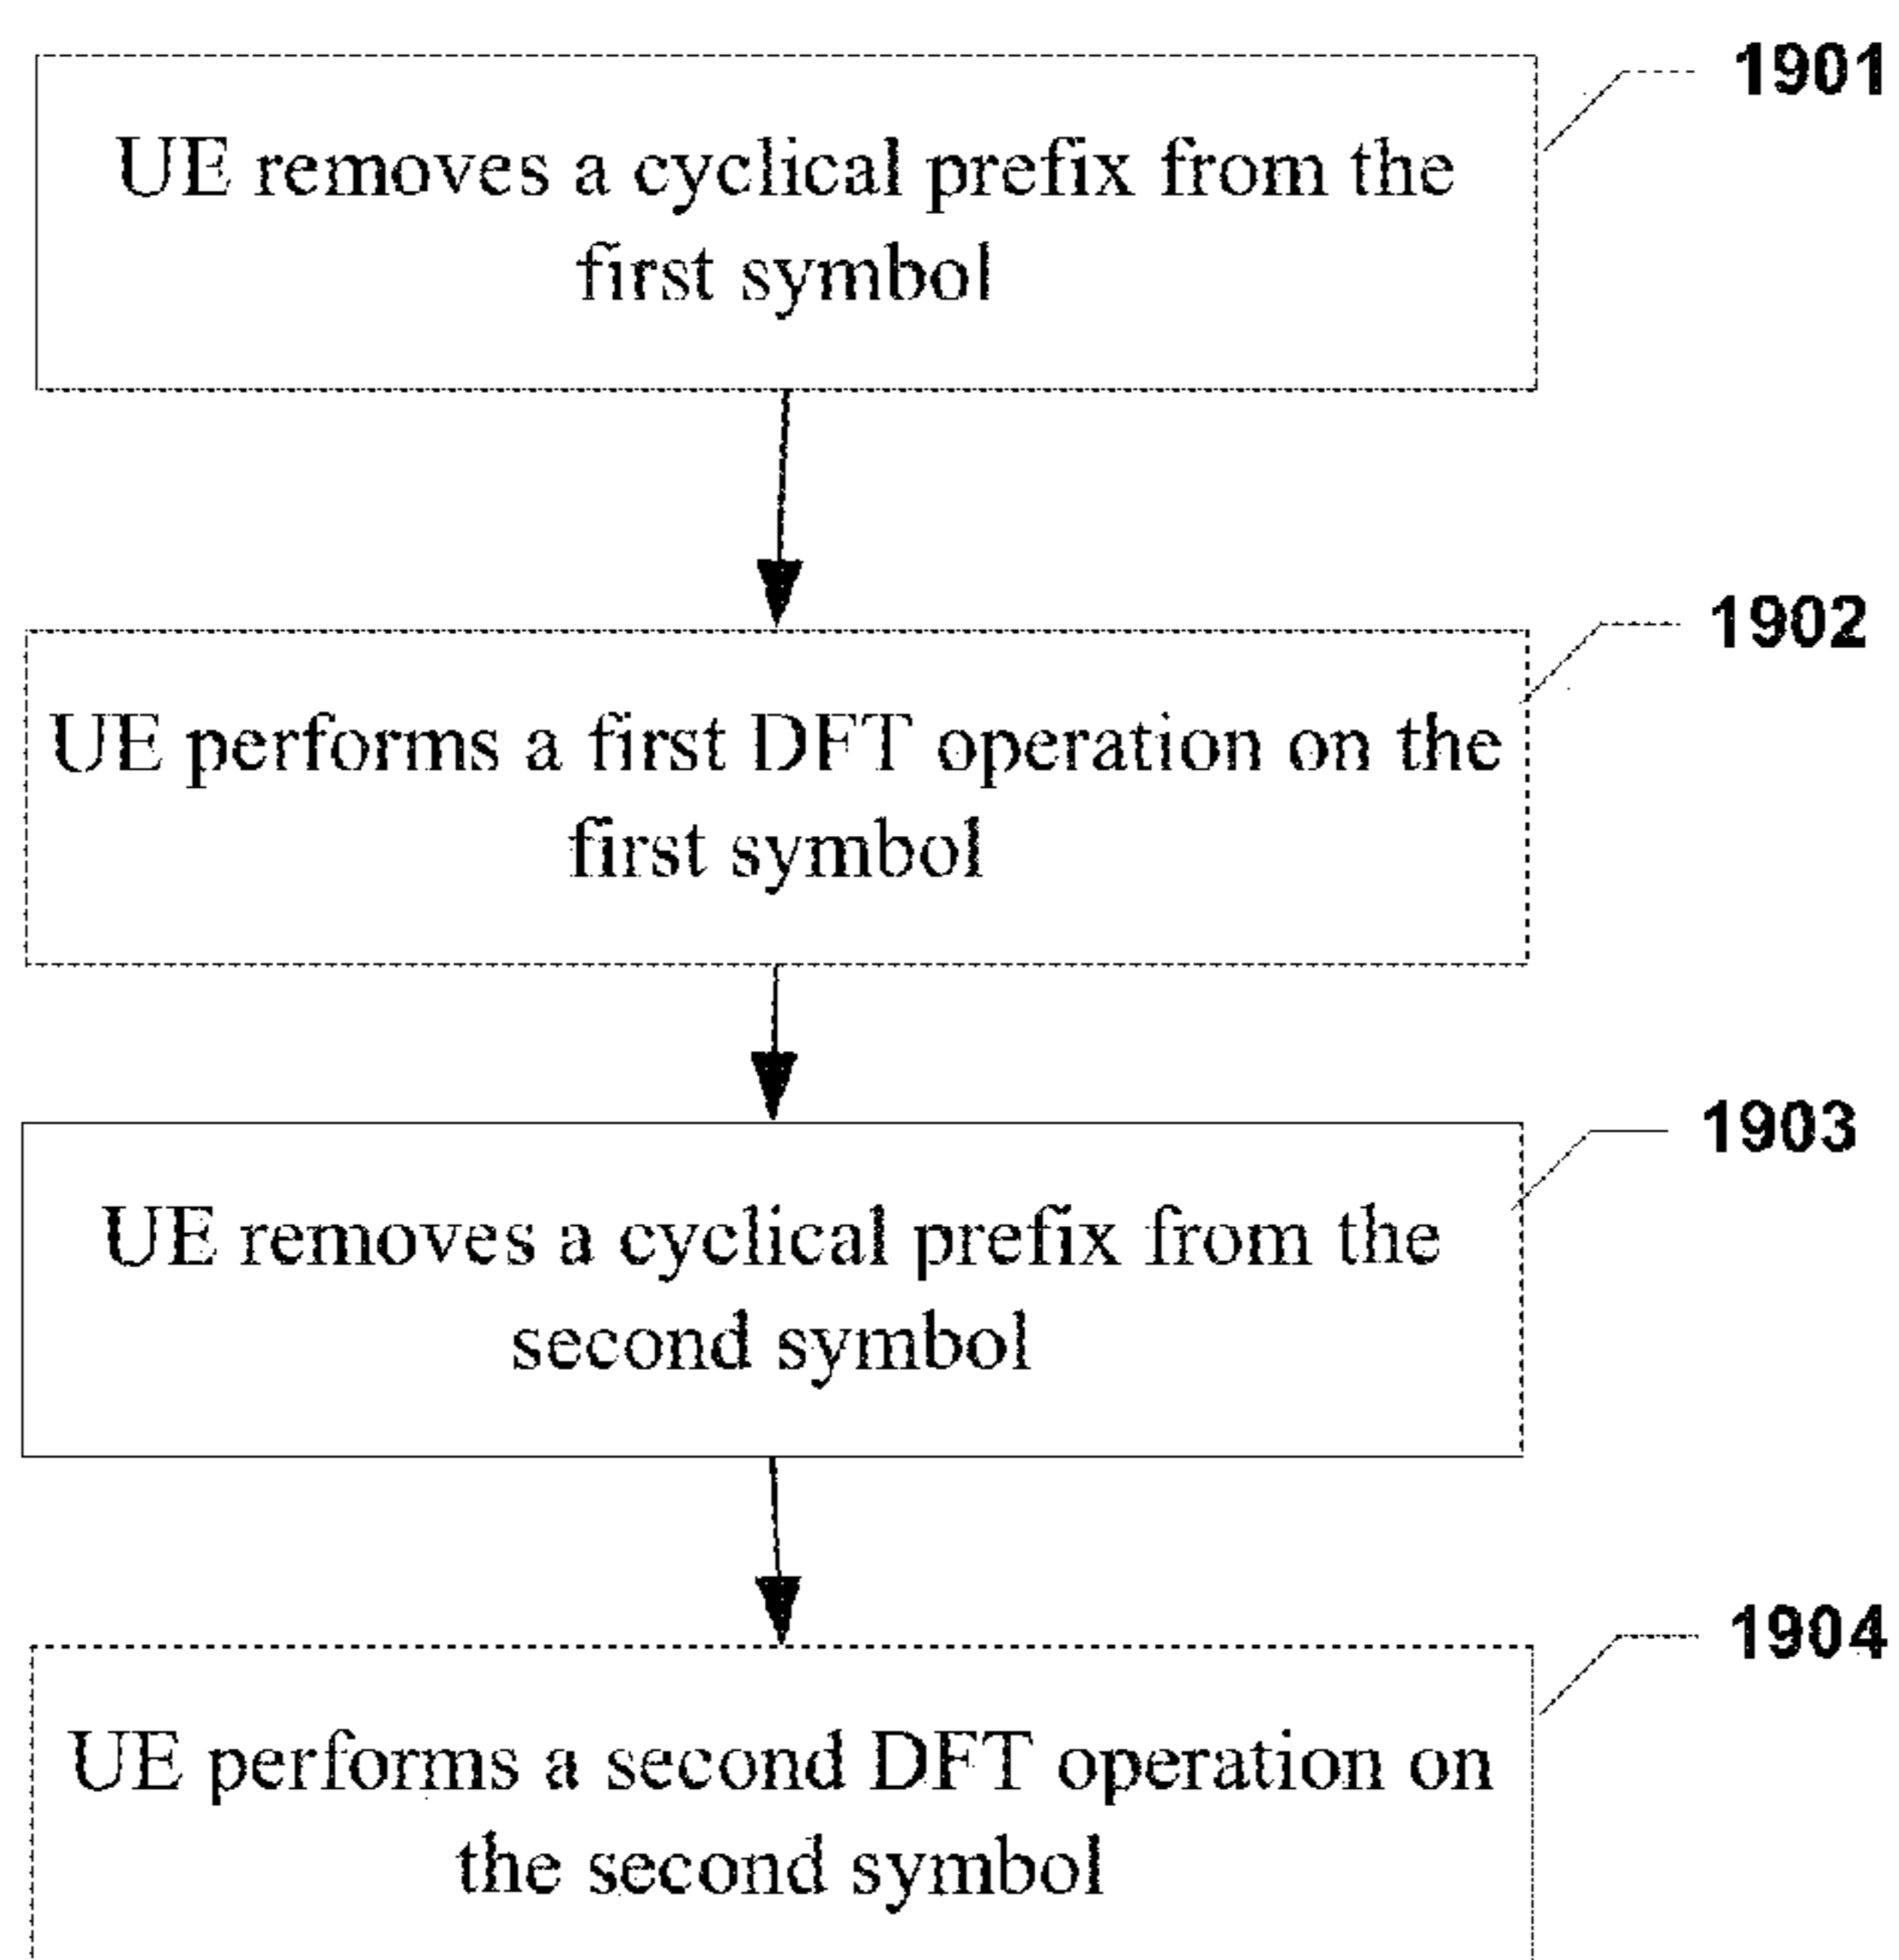 1901
UE removes a cyclical prefix from the
first symbol
1902
UE performs a first DFT operation on the
first symbol
1903
UE removes a cyclical prefix from the
second symbol
1904
UE performs a second DFT operation on
the second symbol